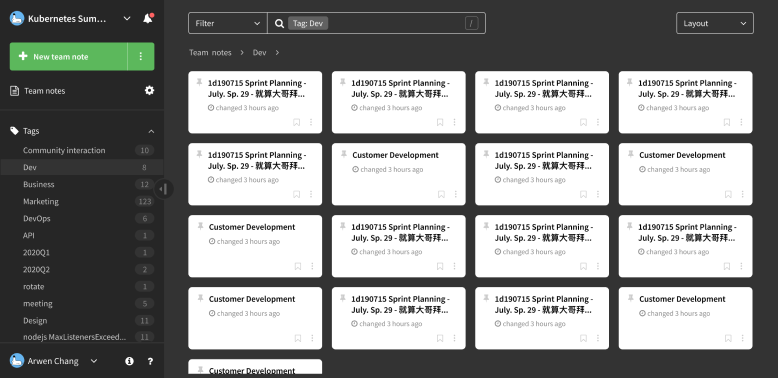 Kubernetes Sum...
New team note
Team notes
Tags
Community interaction 10
Dev 8
Business 12
Marketing 123
DevOps 6
API 1
2020Q1 1
2020Q2 2
rotate 1
meeting 5
Design 11
nodejs MaxListenersExceed... 11
Arwen Chang
Filter
Tag: Dev
/
Layout
Team notes > Dev >
1d190715 Sprint Planning -
July. Sp. 29 - 就算大哥拜...
changed 3 hours ago
1d190715 Sprint Planning -
July. Sp. 29 - 就算大哥拜...
changed 3 hours ago
1d190715 Sprint Planning -
July. Sp. 29 - 就算大哥拜...
changed 3 hours ago
1d190715 Sprint Planning -
July. Sp. 29 - 就算大哥拜...
changed 3 hours ago
1d190715 Sprint Planning -
July. Sp. 29 - 就算大哥拜...
changed 3 hours ago
Customer Development
changed 3 hours ago
1d190715 Sprint Planning -
July. Sp. 29 - 就算大哥拜...
changed 3 hours ago
Customer Development
changed 3 hours ago
Customer Development
changed 3 hours ago
1d190715 Sprint Planning -
July. Sp. 29 - 就算大哥拜...
changed 3 hours ago
1d190715 Sprint Planning -
July. Sp. 29 - 就算大哥拜...
changed 3 hours ago
1d190715 Sprint Planning -
July. Sp. 29 - 就算大哥拜...
changed 3 hours ago
Customer Development
changed 3 hours ago
1d190715 Sprint Planning -
July. Sp. 29 - 就算大哥拜...
changed 3 hours ago
1d190715 Sprint Planning -
July. Sp. 29 - 就算大哥拜...
changed 3 hours ago
Customer Development
changed 3 hours ago
Customer Development